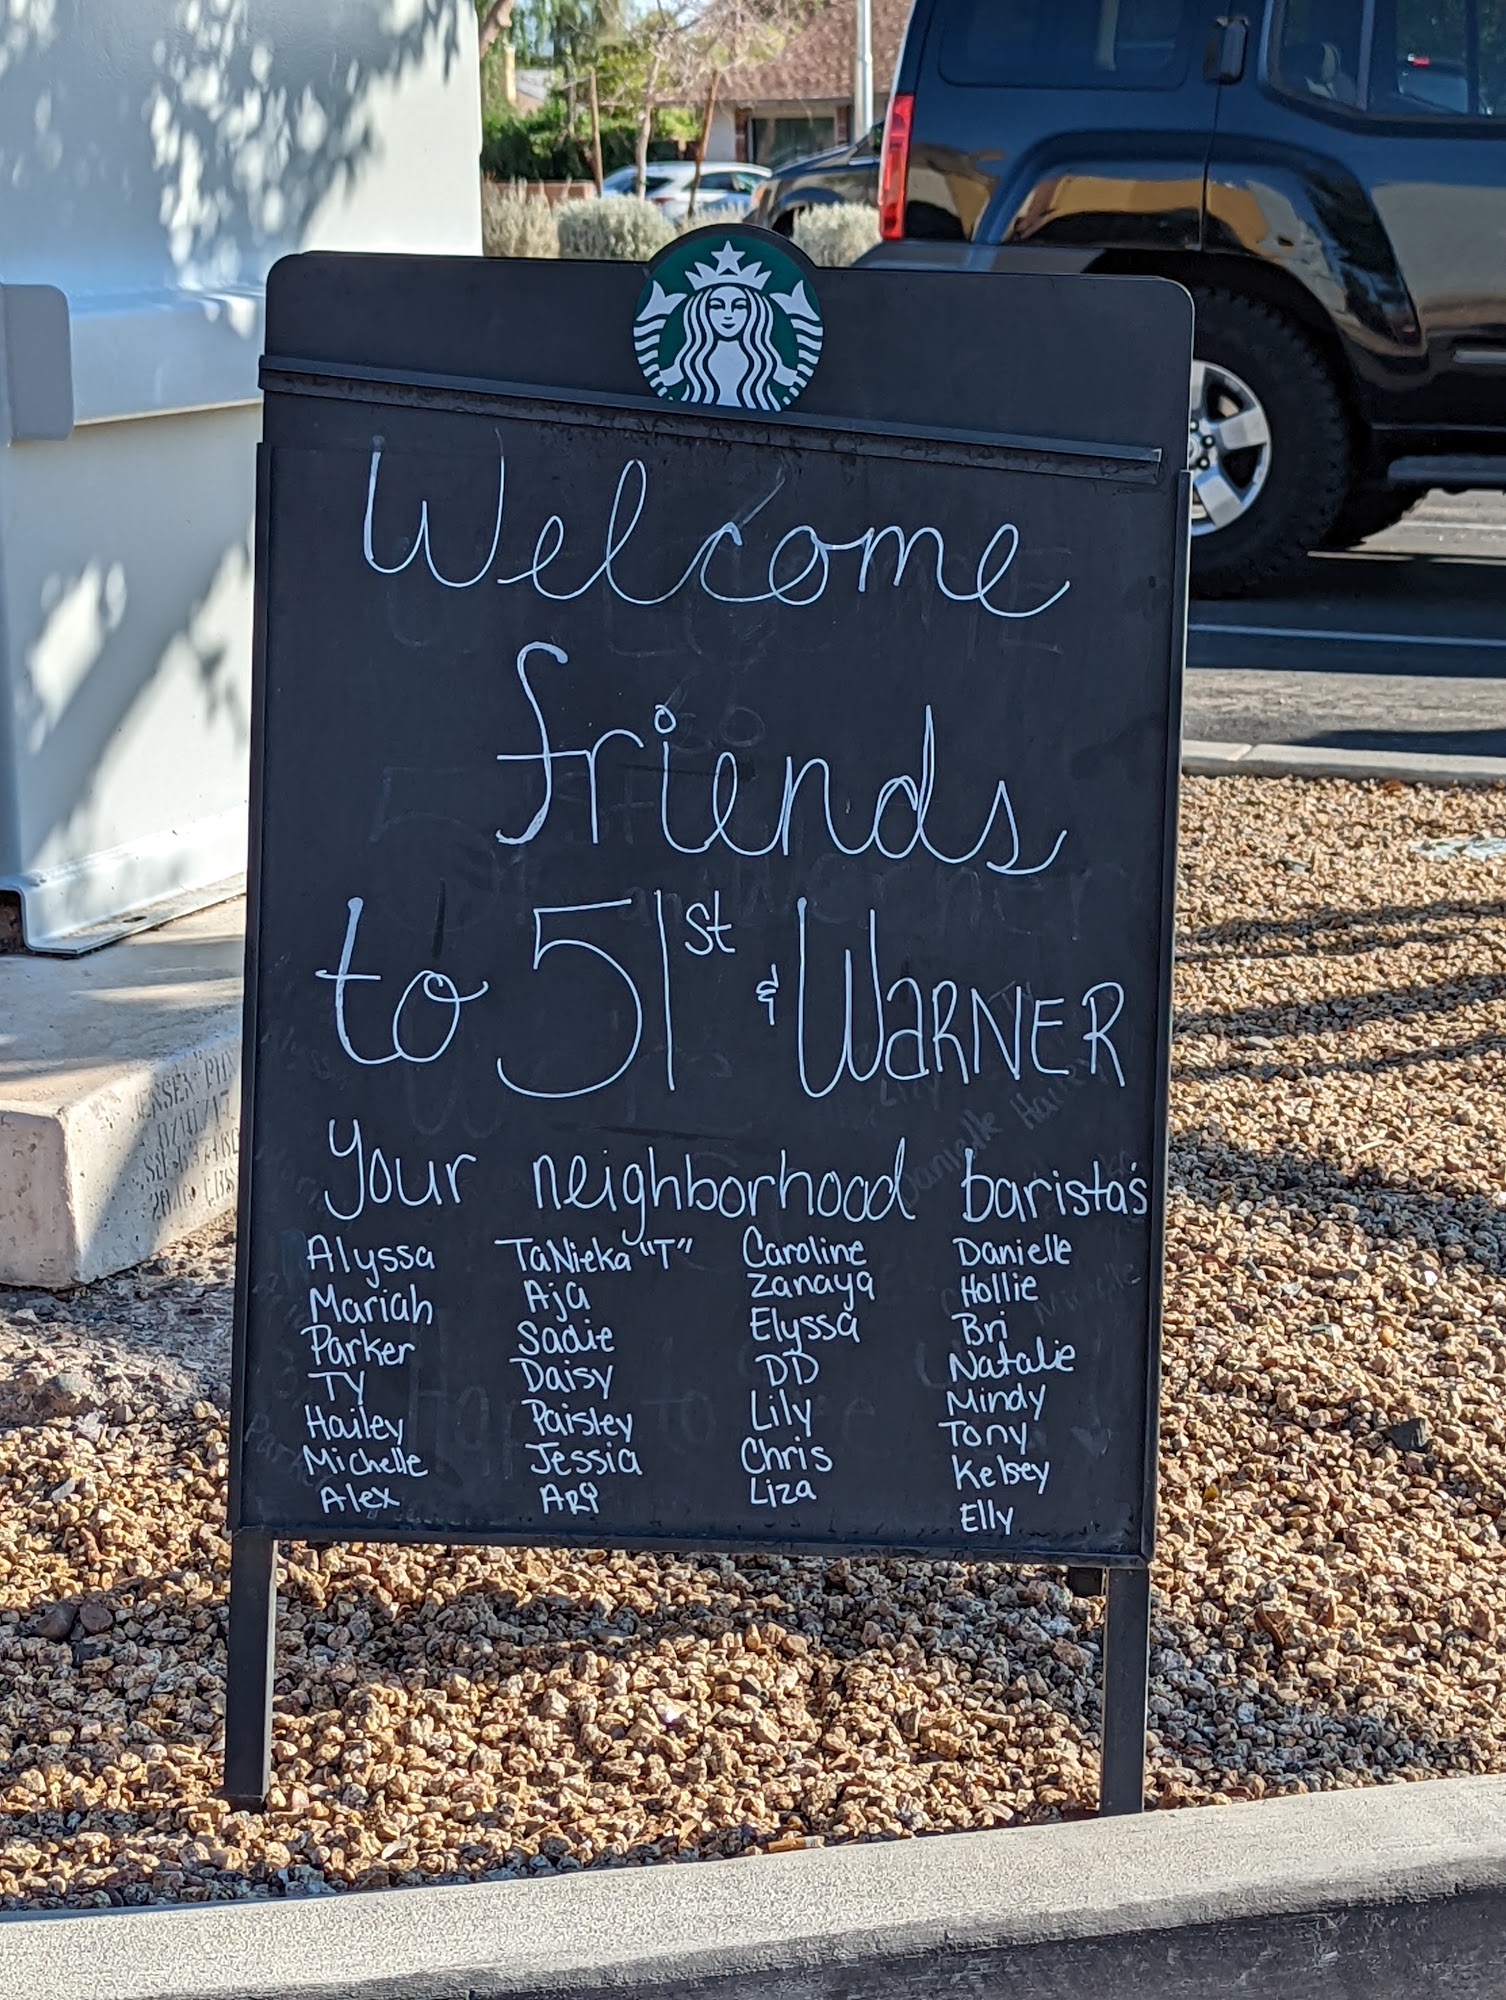 Welcome
friends
to 51st & WaRNER
your neighborhood barista's
Alyssa TaNieka "T" Caroline Danielle
Mariah Aja Zanaya Hollie
Parker Sadie Elyssa Bri
TY Daisy DD Natalie
Hailey Paisley Lily Mindy
Michelle Jessia Chris Tony
Alex ARi Liza Kelsey
Elly